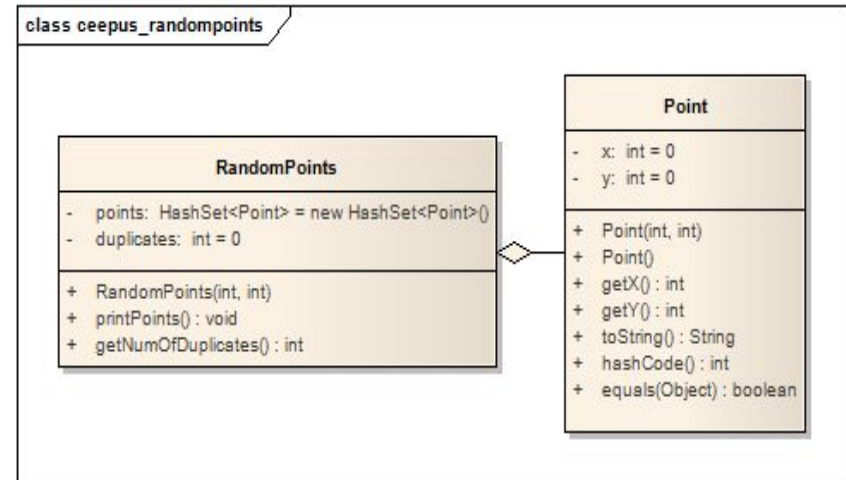 class ceepus_randompoints
RandomPoints
- points: HashSet<Point> = new HashSet<Point>()
- duplicates: int = 0
+ RandomPoints(int, int)
+ printPoints() : void
+ getNumOfDuplicates() : int
Point
- x: int = 0
- y: int = 0
+ Point(int, int)
+ Point()
+ getX() : int
+ getY() : int
+ toString() : String
+ hashCode() : int
+ equals(Object) : boolean